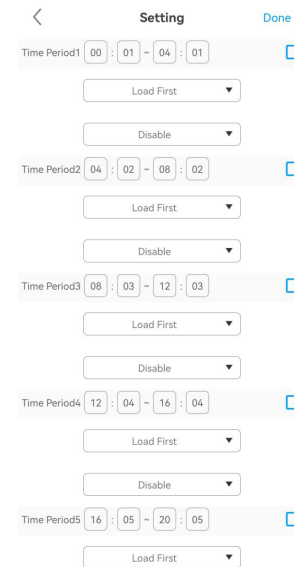 Setting Done
Time Period1 00 : 01 ~ 04 : 01
Load First
Disable
Time Period2 04 : 02 ~ 08 : 02
Load First
Disable
Time Period3 08 : 03 ~ 12 : 03
Load First
Disable
Time Period4 12 : 04 ~ 16 : 04
Load First
Disable
Time Period5 16 : 05 ~ 20 : 05
Load First